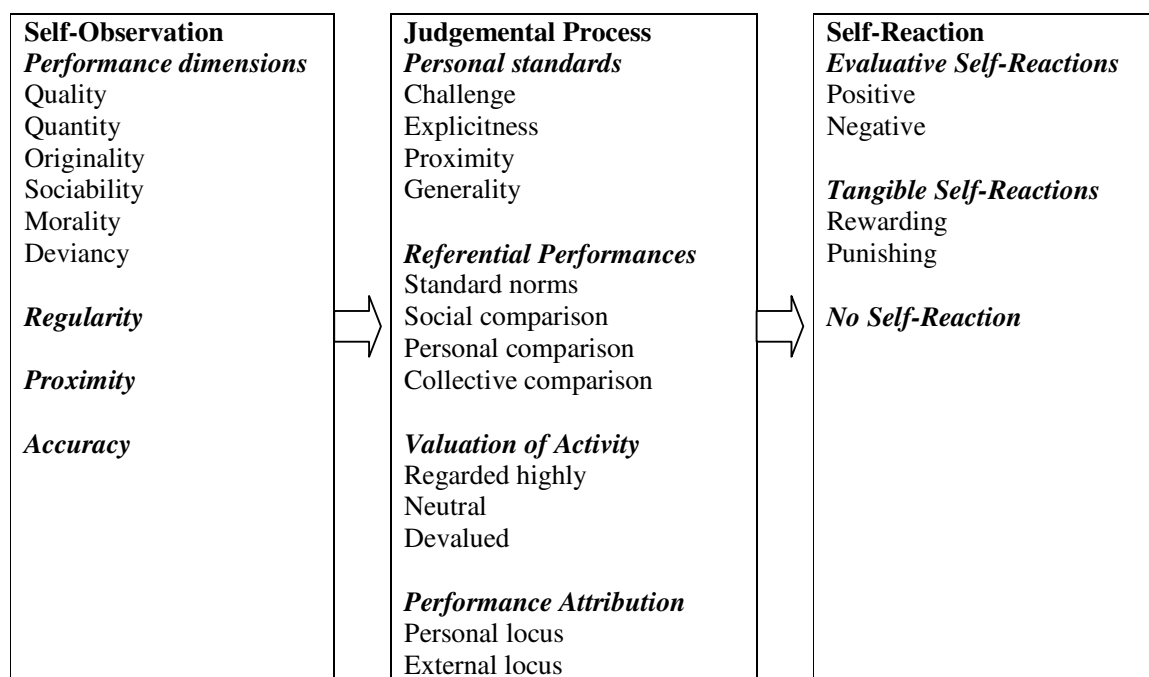 Self-Observation
Performance dimensions
Quality
Quantity
Originality
Sociability
Morality
Deviancy
Regularity
Proximity
Accuracy
Judgemental Process
Personal standards
Challenge
Explicitness
Proximity
Generality
Referential Performances
Standard norms
Social comparison
Personal comparison
Collective comparison
Valuation of Activity
Regarded highly
Neutral
Devalued
Performance Attribution
Personal locus
External locus
Self-Reaction
Evaluative Self-Reactions
Positive
Negative
Tangible Self-Reactions
Rewarding
Punishing
No Self-Reaction